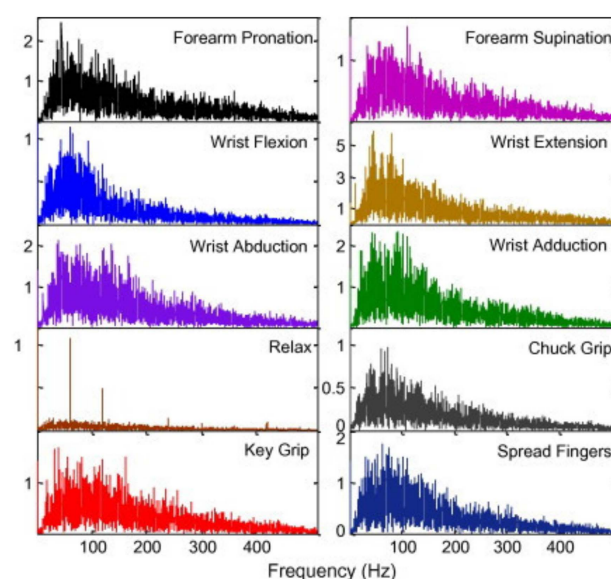 2
1
Forearm Pronation
1
Forearm Supination
1
Wrist Flexion
5
3
1
Wrist Extension
2
1
Wrist Abduction
2
1
Wrist Adduction
1
Relax
1
0.5
0
Chuck Grip
1
Key Grip
2
1
0
Spread Fingers
100 200 300 400
100 200 300 400
Frequency (Hz)